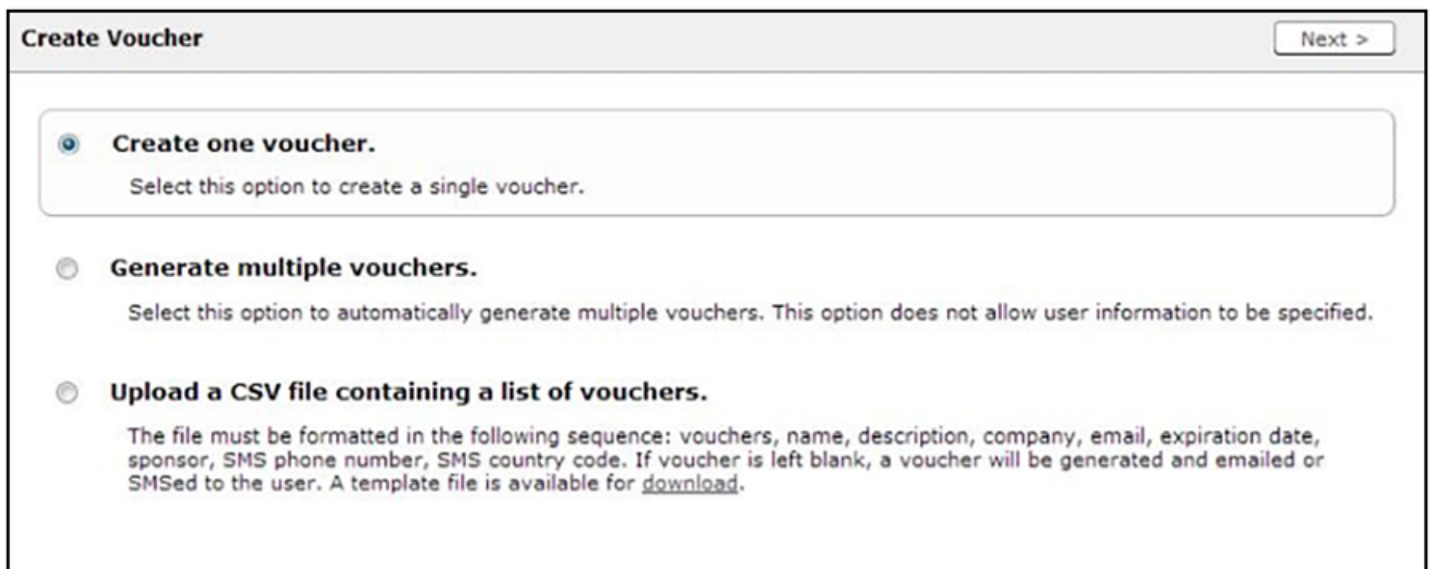 Create Voucher
Next >
Create one voucher.
Select this option to create a single voucher.
Generate multiple vouchers.
Select this option to automatically generate multiple vouchers. This option does not allow user information to be specified.
Upload a CSV file containing a list of vouchers.
The file must be formatted in the following sequence: vouchers, name, description, company, email, expiration date,
sponsor, SMS phone number, SMS country code. If voucher is left blank, a voucher will be generated and emailed or
SMSed to the user. A template file is available for download.